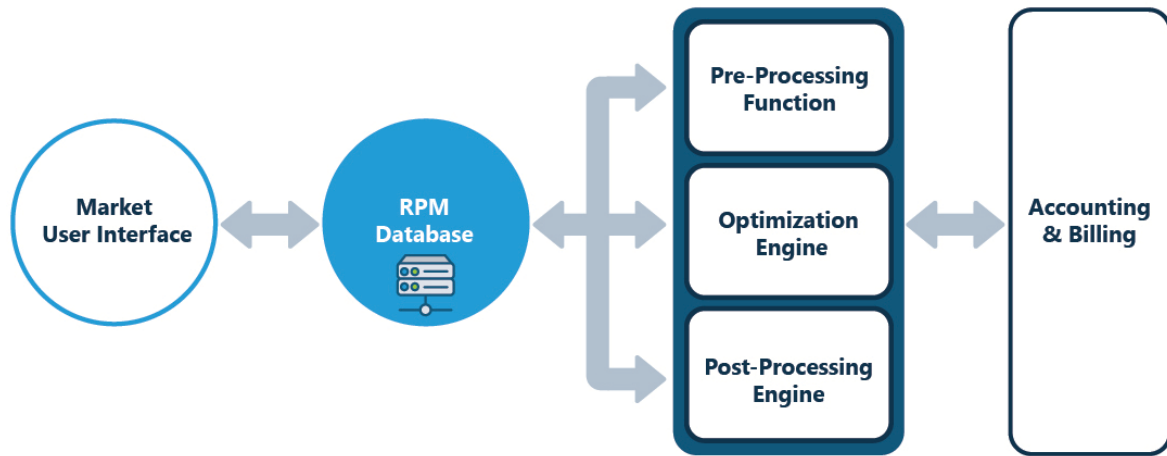 Market
User Interface
RPM
Database
Pre-Processing
Function
Optimization
Engine
Post-Processing
Engine
Accounting
& Billing